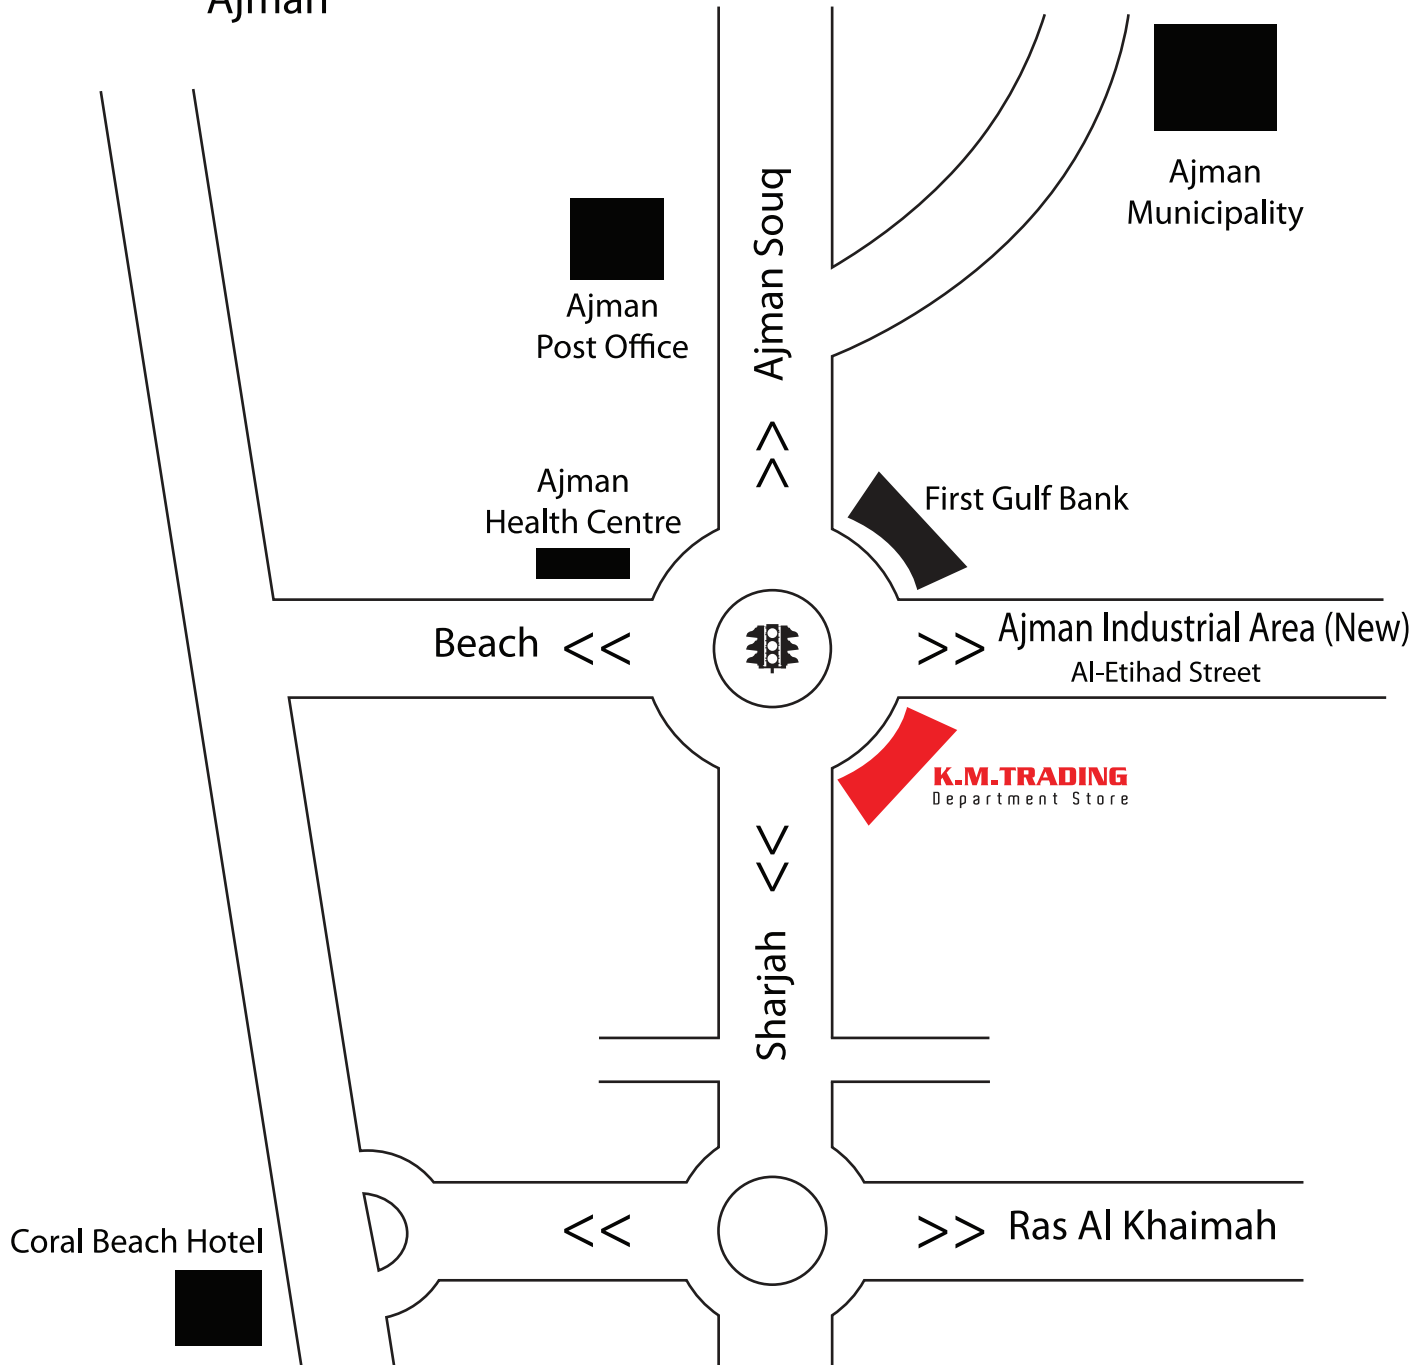 Ajman
Ajman
Municipality
Ajman Souq
Ajman
Post Office
>>
Ajman
Health Centre
First Gulf Bank
Beach <<
>> Ajman Industrial Area (New)
Al-Etihad Street
K.M.TRADING
Department Store
<<
Sharjah
<<
>> Ras Al Khaimah
Coral Beach Hotel